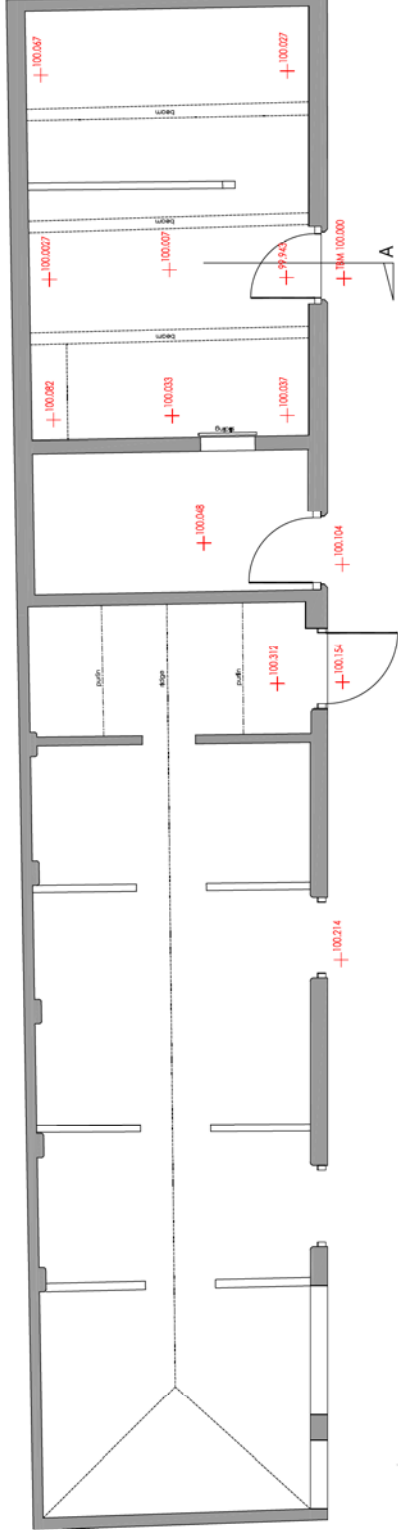 100.067
100.027
beam
beam
100.0027
100.007
99.943
TBM 100.000
A
beam
100.082
100.033
100.037
sliding
100.048
100.104
purlin
ridge
purlin
100.312
100.154
100.214